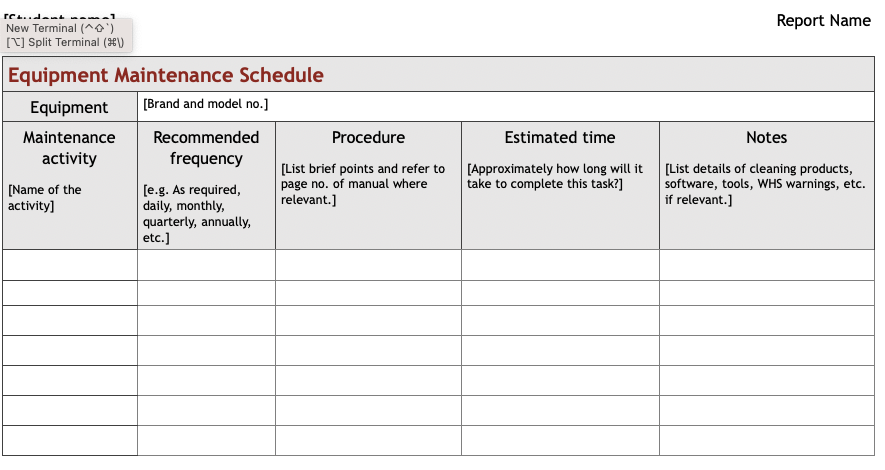 [Student name]
Report Name
New Terminal (^⇧`)
[⌥] Split Terminal (⌘\)
Equipment Maintenance Schedule
Equipment
[Brand and model no.]
Maintenance
activity
[Name of the
activity]
Recommended
frequency
[e.g. As required,
daily, monthly,
quarterly, annually,
etc.]
Procedure
[List brief points and refer to
page no. of manual where
relevant.]
Estimated time
[Approximately how long will it
take to complete this task?]
Notes
[List details of cleaning products,
software, tools, WHS warnings, etc.
if relevant.]